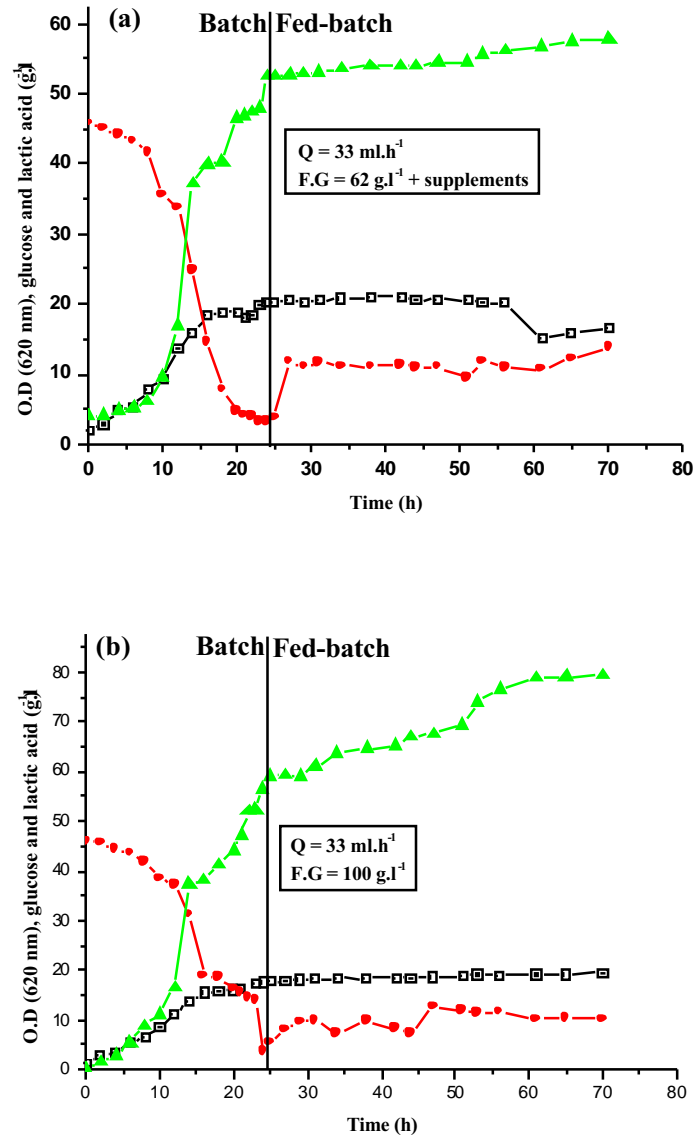 (a)
Batch Fed-batch
60
50
40
30
20
10
0
Q = 33 ml.h⁻¹
F.G = 62 g.l⁻¹ + supplements
O.D (620 nm), glucose and lactic acid
0 10 20 30 40 50 60 70 80
Time (h)
(b)
Batch Fed-batch
80
70
60
50
40
30
20
10
0
Q = 33 ml.h⁻¹
F.G = 100 g.l⁻¹
O.D (620 nm), glucose and lactic acid
0 10 20 30 40 50 60 70 80
Time (h)